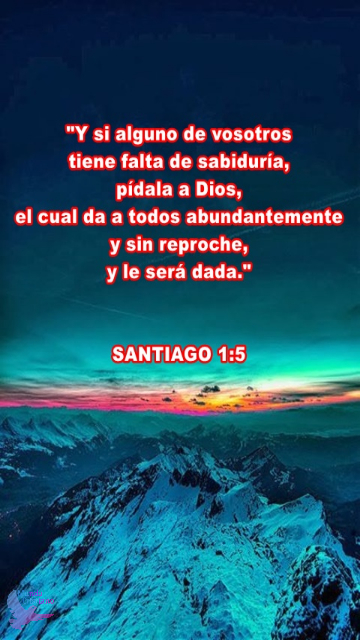 "Y si alguno de vosotros
tiene falta de sabiduría,
pídala a Dios,
el cual da a todos abundantemente
y sin reproche,
y le será dada."
SANTIAGO 1:5